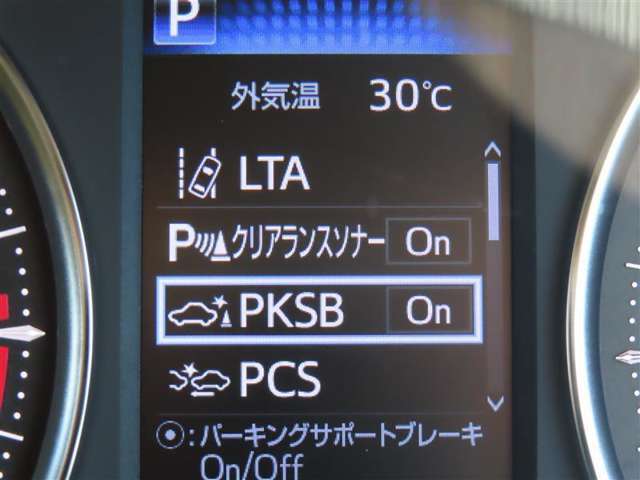 P
外気温 30℃
LTA
P クリアランスソナー On
PKSB On
PCS
⦿:パーキングサポートブレーキ
On/Off